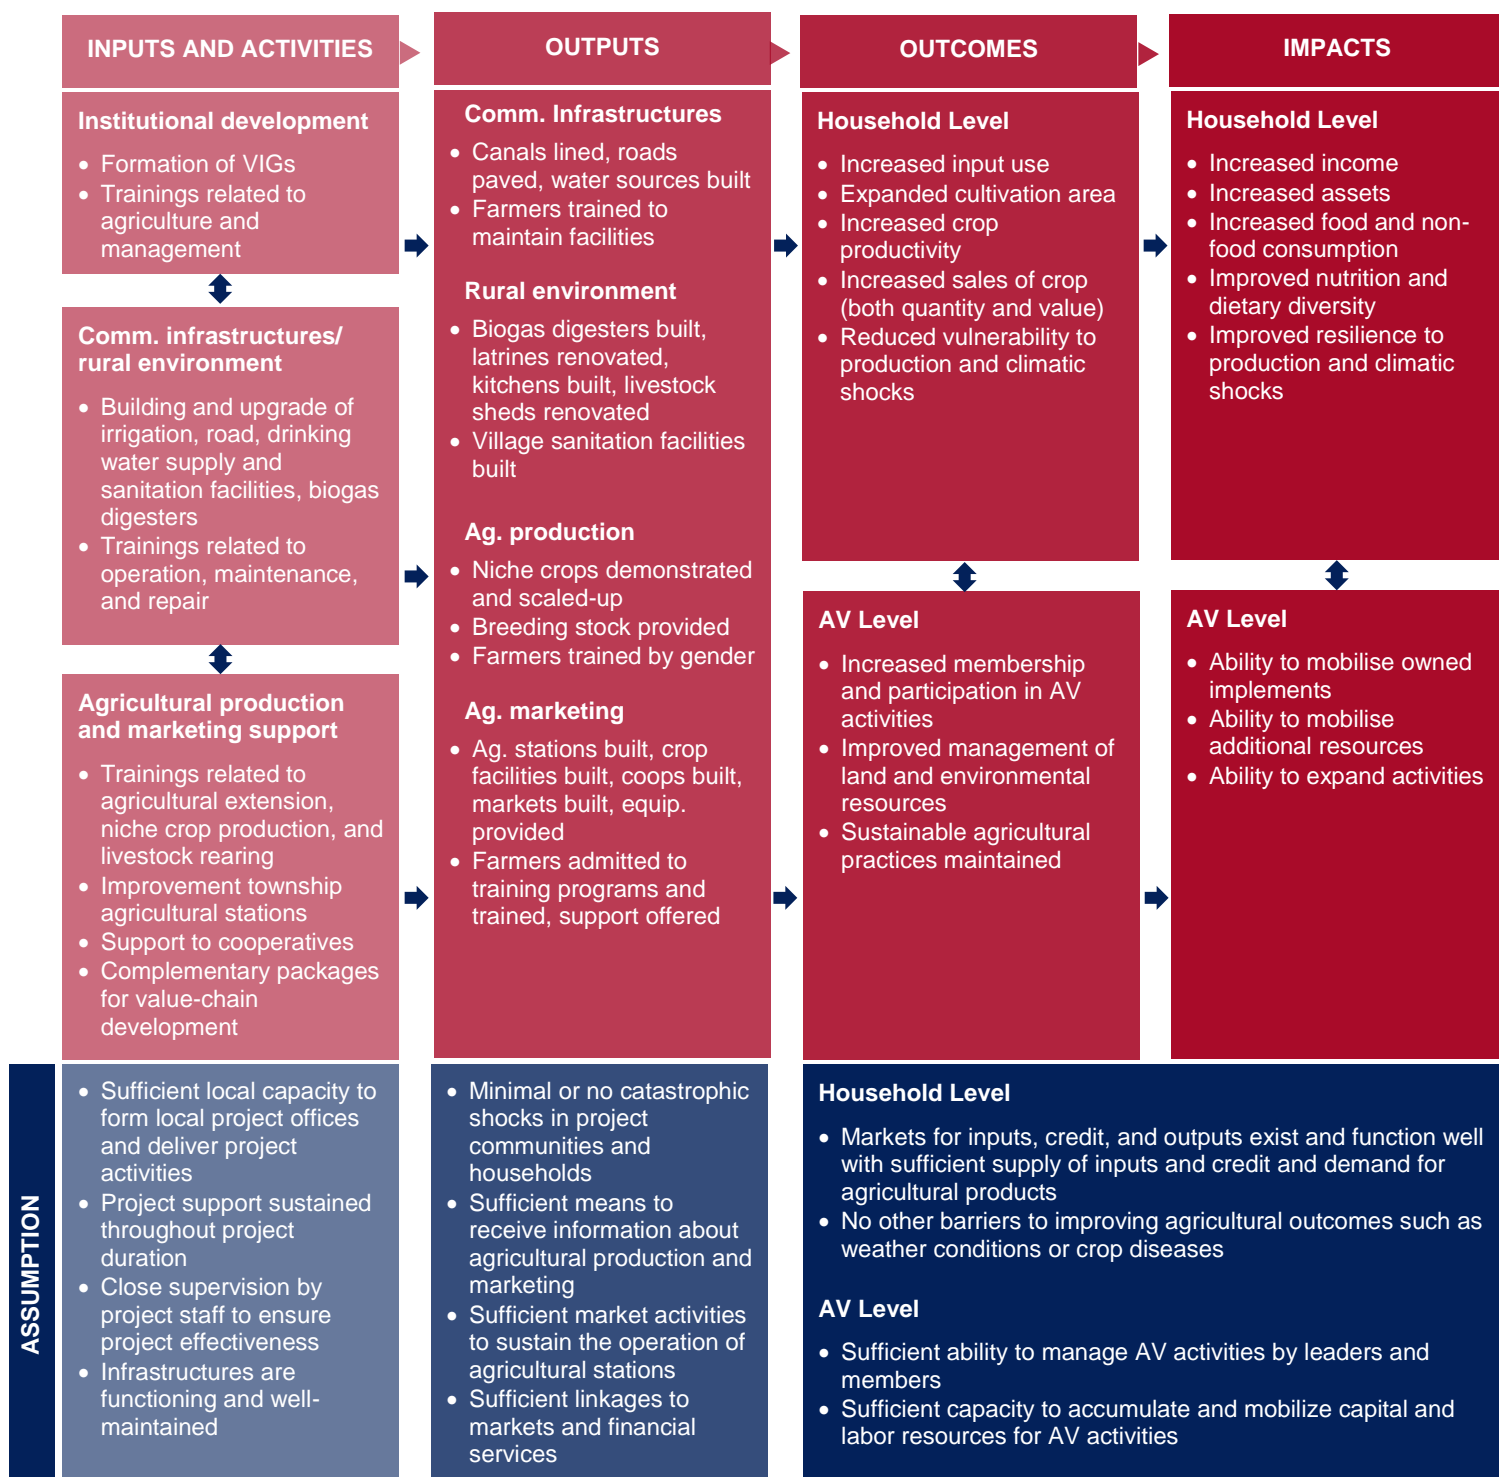 INPUTS AND ACTIVITIES
OUTPUTS
OUTCOMES
IMPACTS
Institutional development
• Formation of VIGs
• Trainings related to
agriculture and
management
Comm. infrastructures/
rural environment
• Building and upgrade of
irrigation, road, drinking
water supply and
sanitation facilities, biogas
digesters
• Trainings related to
operation, maintenance,
and repair
Agricultural production
and marketing support
• Trainings related to
agricultural extension,
niche crop production, and
livestock rearing
• Improvement township
agricultural stations
• Support to cooperatives
• Complementary packages
for value-chain
development
Comm. Infrastructures
• Canals lined, roads
paved, water sources built
• Farmers trained to
maintain facilities
Rural environment
• Biogas digesters built,
latrines renovated,
kitchens built, livestock
sheds renovated
• Village sanitation facilities
built
Ag. production
• Niche crops demonstrated
and scaled-up
• Breeding stock provided
• Farmers trained by gender
Ag. marketing
• Ag. stations built, crop
facilities built, coops built,
markets built, equip.
provided
• Farmers admitted to
training programs and
trained, support offered
Household Level
• Increased input use
• Expanded cultivation area
• Increased crop
productivity
• Increased sales of crop
(both quantity and value)
• Reduced vulnerability to
production and climatic
shocks
AV Level
• Increased membership
and participation in AV
activities
• Improved management of
land and environmental
resources
• Sustainable agricultural
practices maintained
Household Level
• Increased income
• Increased assets
• Increased food and non-
food consumption
• Improved nutrition and
dietary diversity
• Improved resilience to
production and climatic
shocks
AV Level
• Ability to mobilise owned
implements
• Ability to mobilise
additional resources
• Ability to expand activities
ASSUMPTION
• Sufficient local capacity to
form local project offices
and deliver project
activities
• Project support sustained
throughout project
duration
• Close supervision by
project staff to ensure
project effectiveness
• Infrastructures are
functioning and well-
maintained
• Minimal or no catastrophic
shocks in project
communities and
households
• Sufficient means to
receive information about
agricultural production and
marketing
• Sufficient market activities
to sustain the operation of
agricultural stations
• Sufficient linkages to
markets and financial
services
Household Level
• Markets for inputs, credit, and outputs exist and function well
with sufficient supply of inputs and credit and demand for
agricultural products
• No other barriers to improving agricultural outcomes such as
weather conditions or crop diseases
AV Level
• Sufficient ability to manage AV activities by leaders and
members
• Sufficient capacity to accumulate and mobilize capital and
labor resources for AV activities